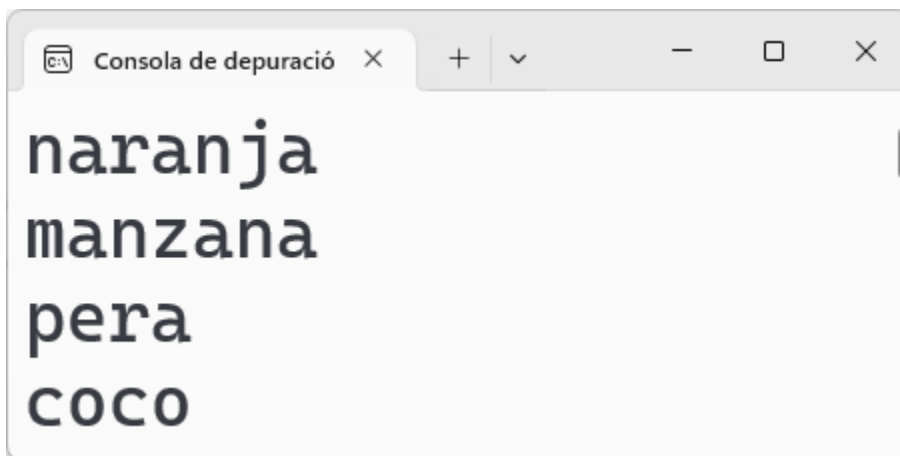 Consola de depuració
naranja
manzana
pera
coco